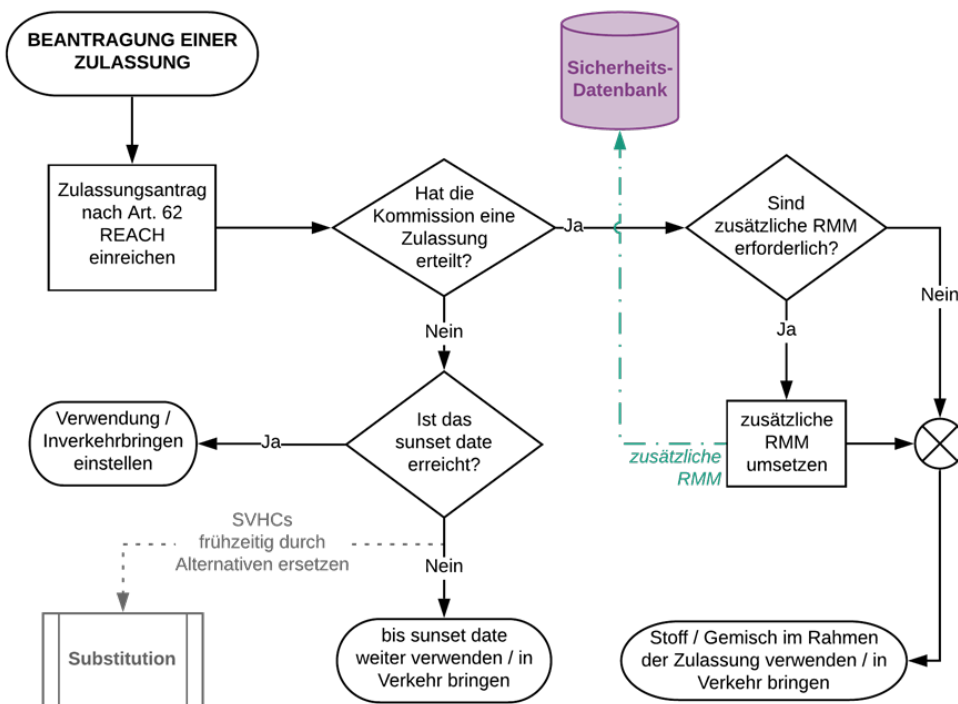 BEANTRAGUNG EINER
ZULASSUNG
Sicherheits-
Datenbank
Zulassungsantrag
nach Art. 62
REACH
einreichen
Hat die
Kommission eine
Zulassung
erteilt?
Ja
Sind
zusätzliche RMM
erforderlich?
Nein
Ja
Nein
Ist das
sunset date
erreicht?
Ja
Verwendung /
Inverkehrbringen
einstellen
zusätzliche
RMM
umsetzen
zusätzliche
RMM
SVHCs
frühzeitig durch
Alternativen ersetzen
Nein
Substitution
bis sunset date
weiter verwenden / in
Verkehr bringen
Stoff / Gemisch im Rahmen
der Zulassung verwenden / in
Verkehr bringen